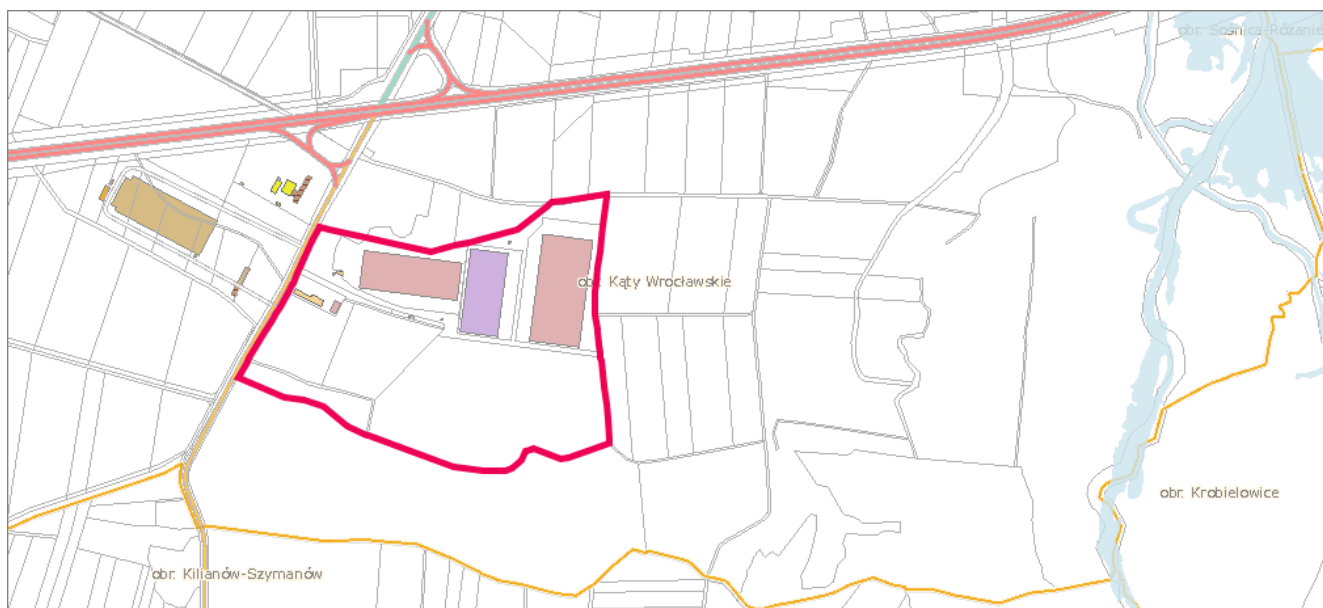 obr. Sośnica-Różaniec
obr. Kąty Wrocławskie
obr. Krobielowice
obr. Kilianów-Szymanów